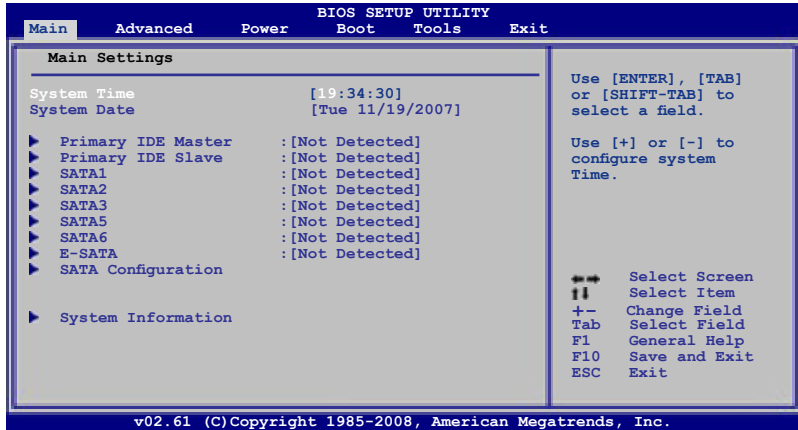 BIOS SETUP UTILITY
Main Advanced Power Boot Tools Exit
Main Settings
System Time [19:34:30]
System Date [Tue 11/19/2007]
Primary IDE Master :[Not Detected]
Primary IDE Slave :[Not Detected]
SATA1 :[Not Detected]
SATA2 :[Not Detected]
SATA3 :[Not Detected]
SATA5 :[Not Detected]
SATA6 :[Not Detected]
E-SATA :[Not Detected]
SATA Configuration
System Information
Use [ENTER], [TAB]
or [SHIFT-TAB] to
select a field.
Use [+] or [-] to
configure system
Time.
Select Screen
Select Item
+- Change Field
Tab Select Field
F1 General Help
F10 Save and Exit
ESC Exit
v02.61 (C)Copyright 1985-2008, American Megatrends, Inc.